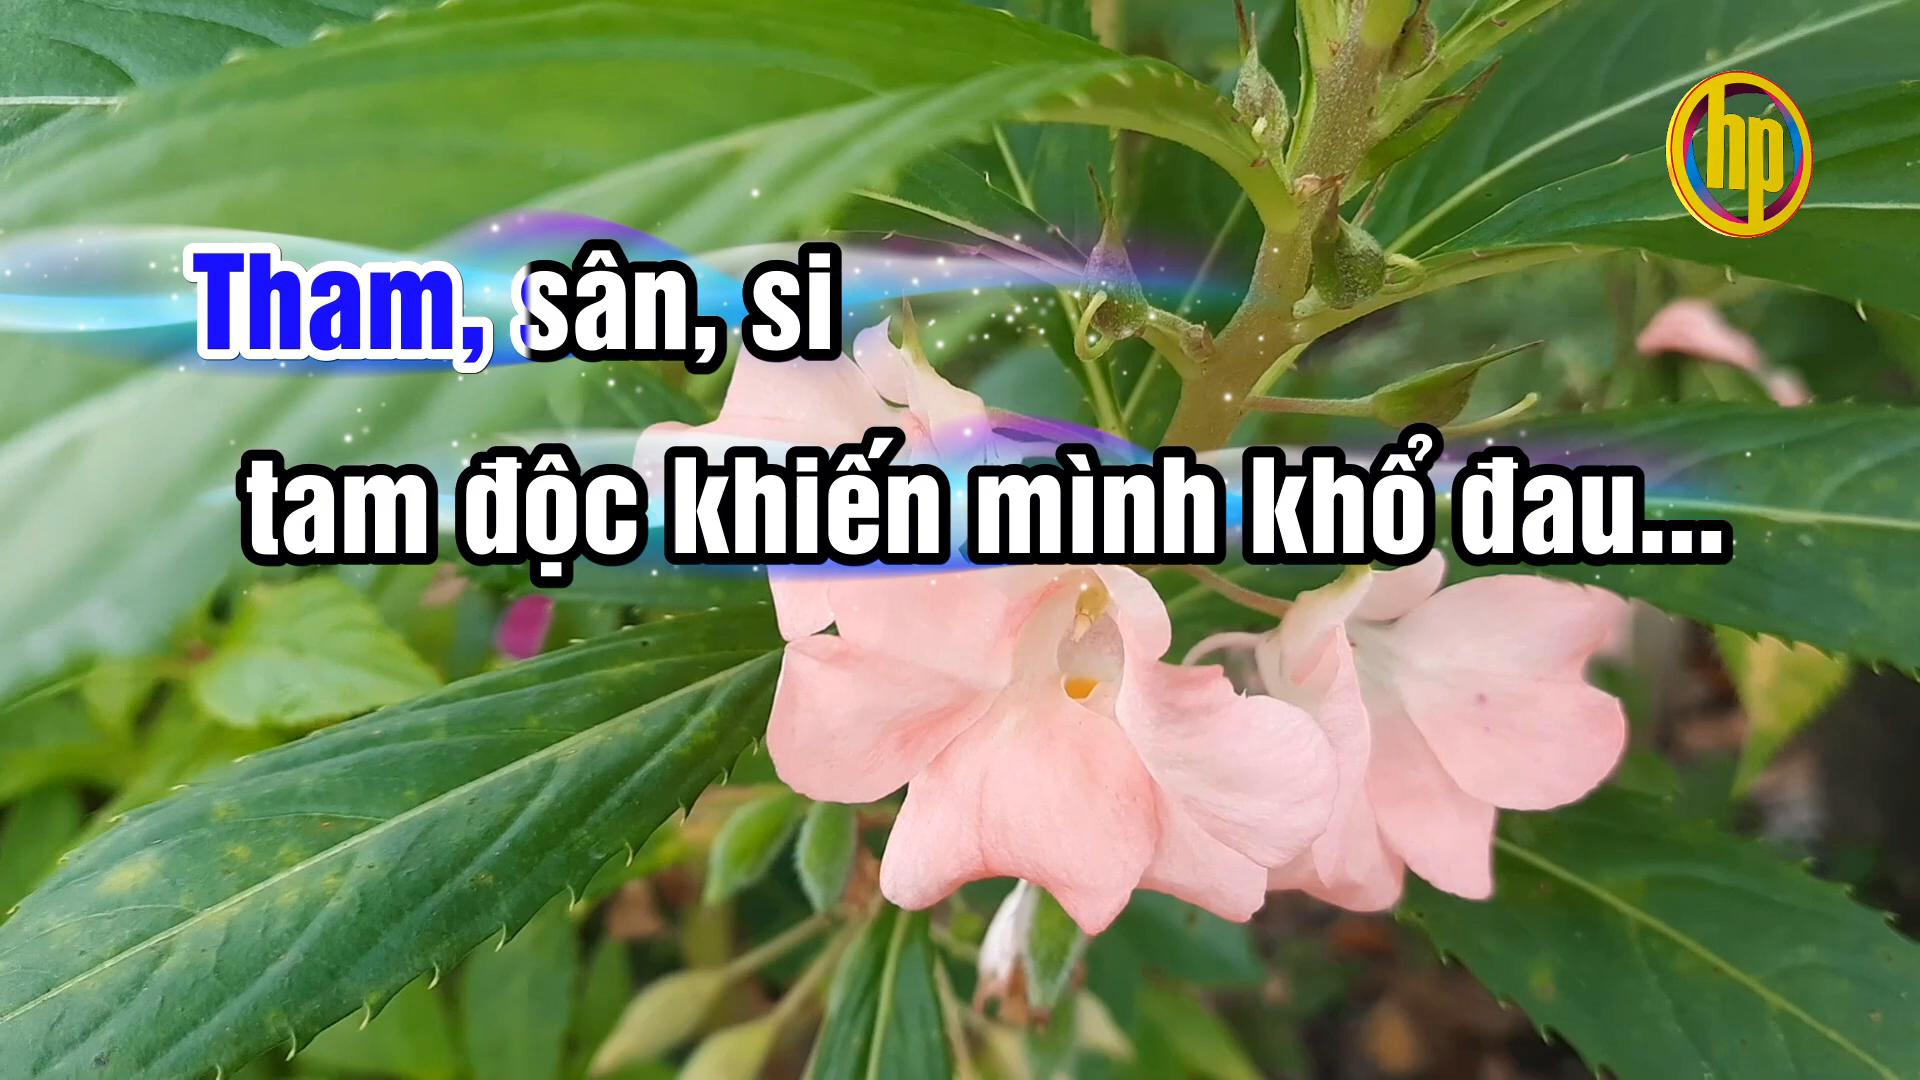 hp
Tham, sân, si
tam độc khiến mình khổ đau...